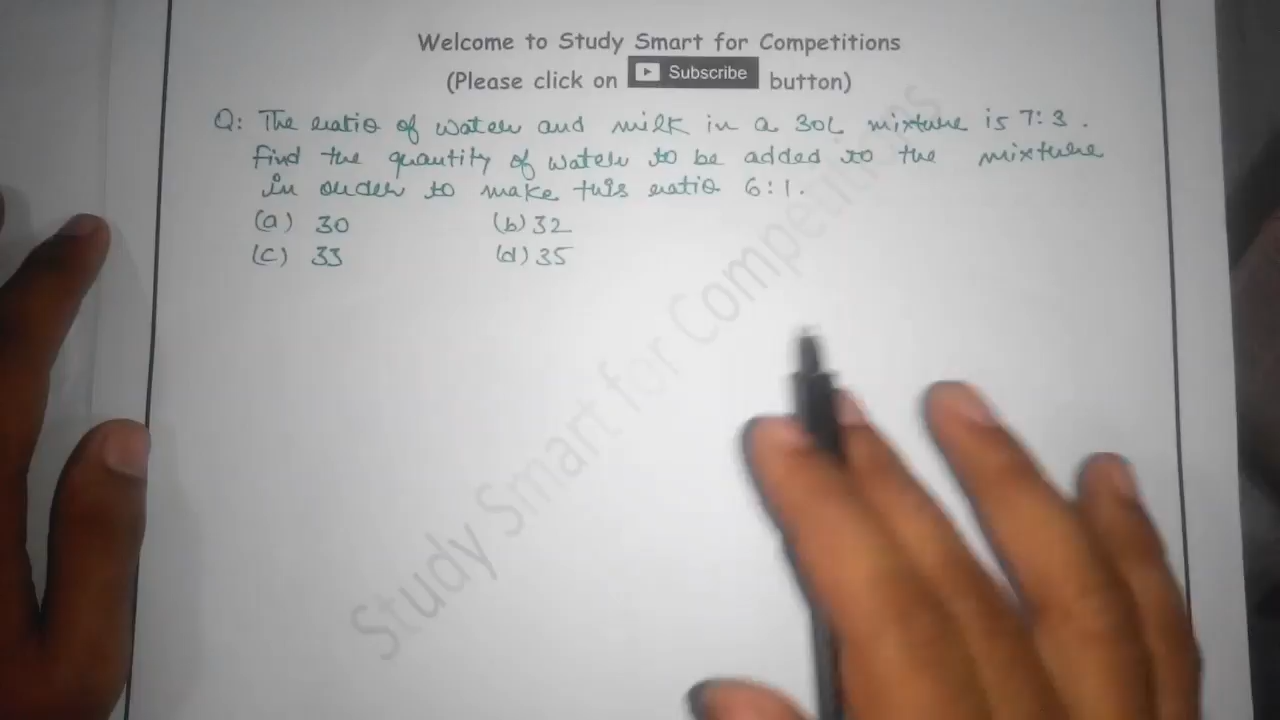 Welcome to Study Smart for Competitions
(Please click on Subscribe button)
Q: The ratio of water and milk in a 30L mixture is 7:3.
Find the quantity of water to be added to the mixture
in order to make this ratio 6:1.
(a) 30 (b) 32
(c) 33 (d) 35
Study Smart for Competitions